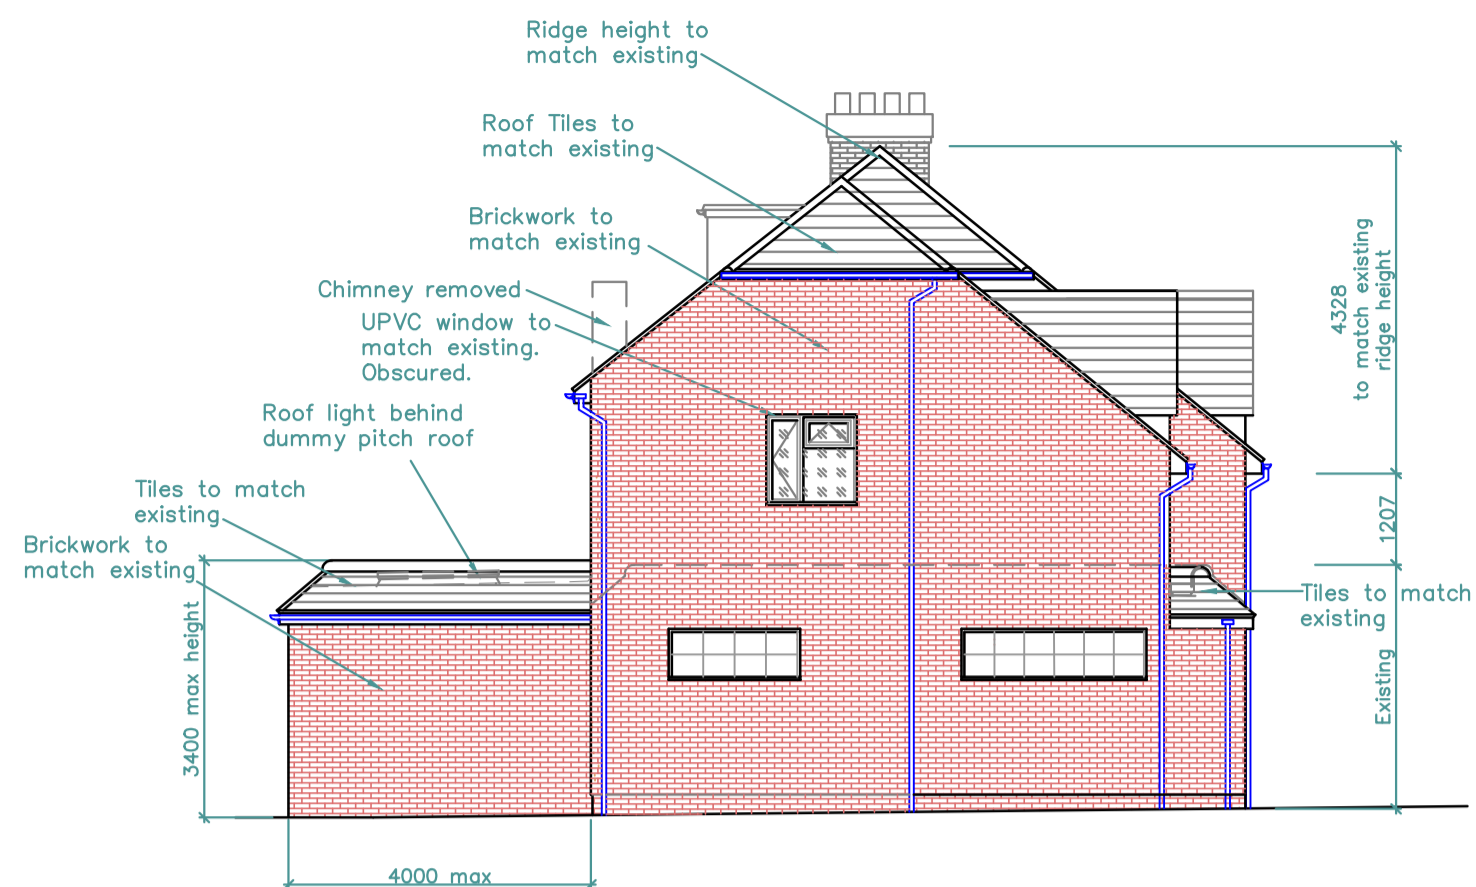 Ridge height to
match existing
Roof Tiles to
match existing
Brickwork to
match existing
Chimney removed
UPVC window to
match existing.
Obscured.
Roof light behind
dummy pitch roof
Tiles to match
existing
Brickwork to
match existing
3400 max height
4000 max
4328
to match existing
ridge height
1207
Tiles to match
existing
Existing